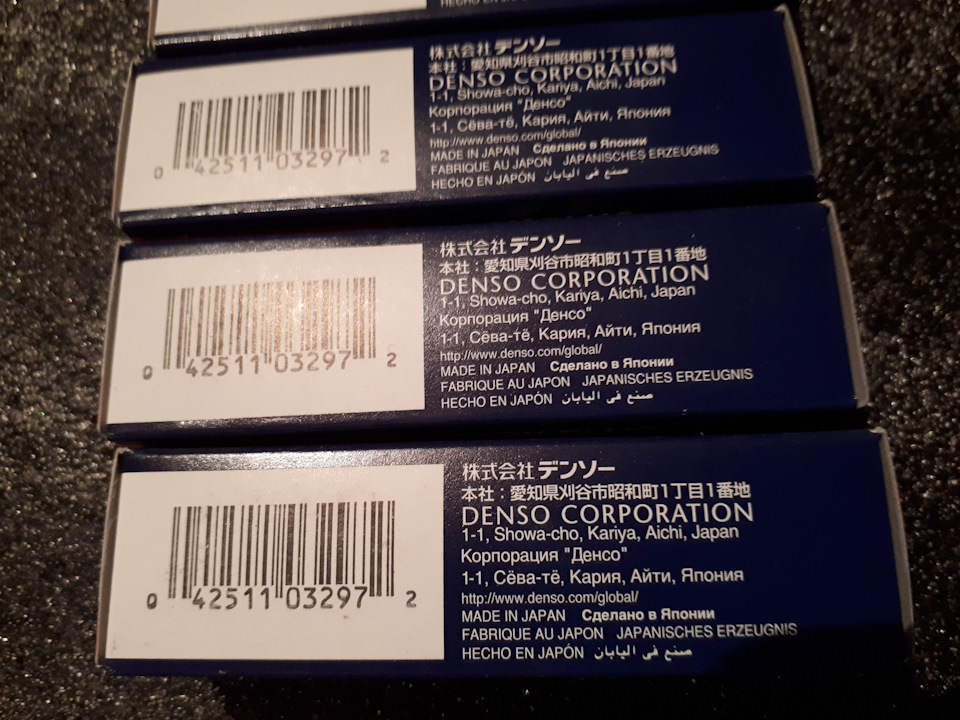 HECHO EN JAPÓN
株式会社 デンソー
本社：愛知県刈谷市昭和町1丁目1番地
DENSO CORPORATION
1-1, Showa-cho, Kariya, Aichi, Japan
Корпорация "Денсо"
1-1, Сёва-тё, Кария, Айти, Япония
http://www.denso.com/global/
MADE IN JAPAN Сделано в Японии
FABRIQUE AU JAPON JAPANISCHES ERZEUGNIS
HECHO EN JAPÓN صنع في اليابان
0 42511 03297 2
株式会社 デンソー
本社：愛知県刈谷市昭和町1丁目1番地
DENSO CORPORATION
1-1, Showa-cho, Kariya, Aichi, Japan
Корпорация "Денсо"
1-1, Сёва-тё, Кария, Айти, Япония
http://www.denso.com/global/
MADE IN JAPAN Сделано в Японии
FABRIQUE AU JAPON JAPANISCHES ERZEUGNIS
HECHO EN JAPÓN صنع في اليابان
0 42511 03297 2
株式会社 デンソー
本社：愛知県刈谷市昭和町1丁目1番地
DENSO CORPORATION
1-1, Showa-cho, Kariya, Aichi, Japan
Корпорация "Денсо"
1-1, Сёва-тё, Кария, Айти, Япония
http://www.denso.com/global/
MADE IN JAPAN Сделано в Японии
FABRIQUE AU JAPON JAPANISCHES ERZEUGNIS
HECHO EN JAPÓN صنع في اليابان
0 42511 03297 2